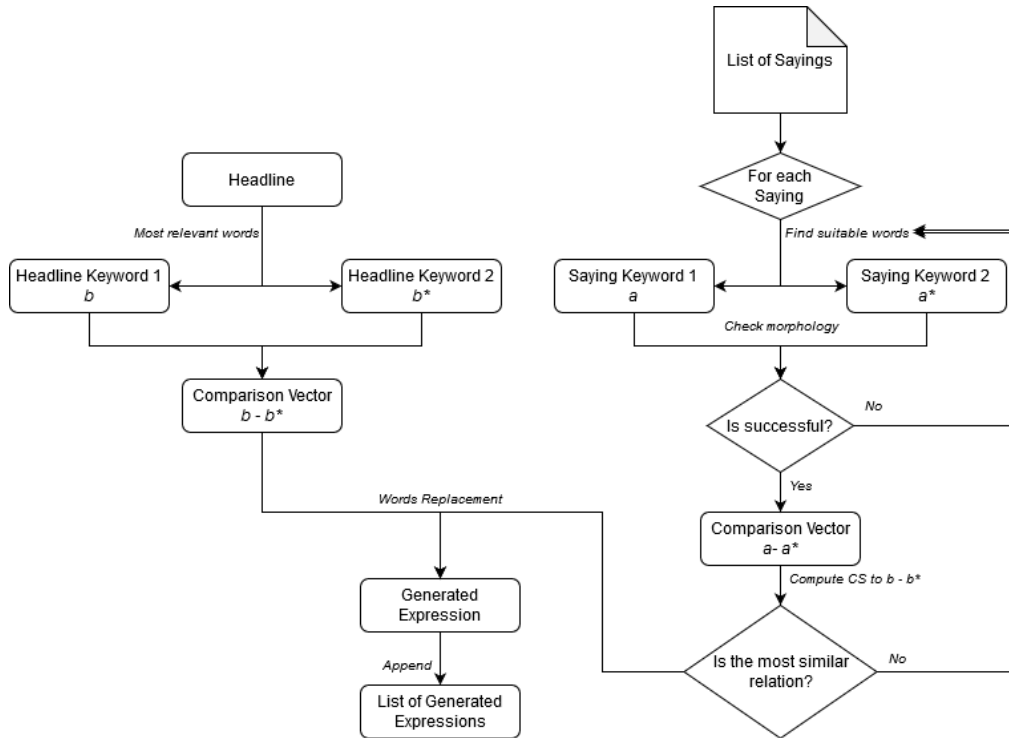 List of Sayings
For each
Saying
Headline
Most relevant words
Find suitable words
Headline Keyword 1
b
Headline Keyword 2
b*
Saying Keyword 1
a
Saying Keyword 2
a*
Check morphology
Comparison Vector
b - b*
Is successful?
No
Yes
Words Replacement
Comparison Vector
a- a*
Compute CS to b - b*
Generated
Expression
Append
Is the most similar
relation?
No
List of Generated
Expressions